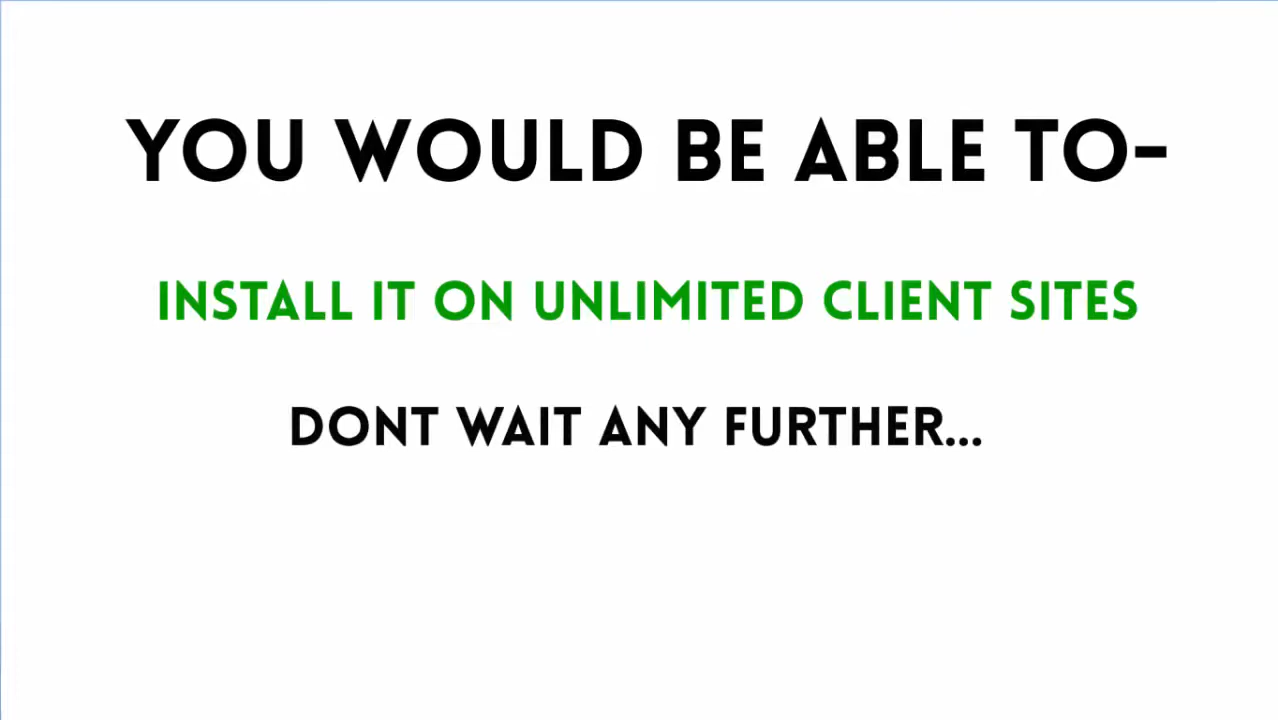 YOU WOULD BE ABLE TO-
INSTALL IT ON UNLIMITED CLIENT SITES
DONT WAIT ANY FURTHER...